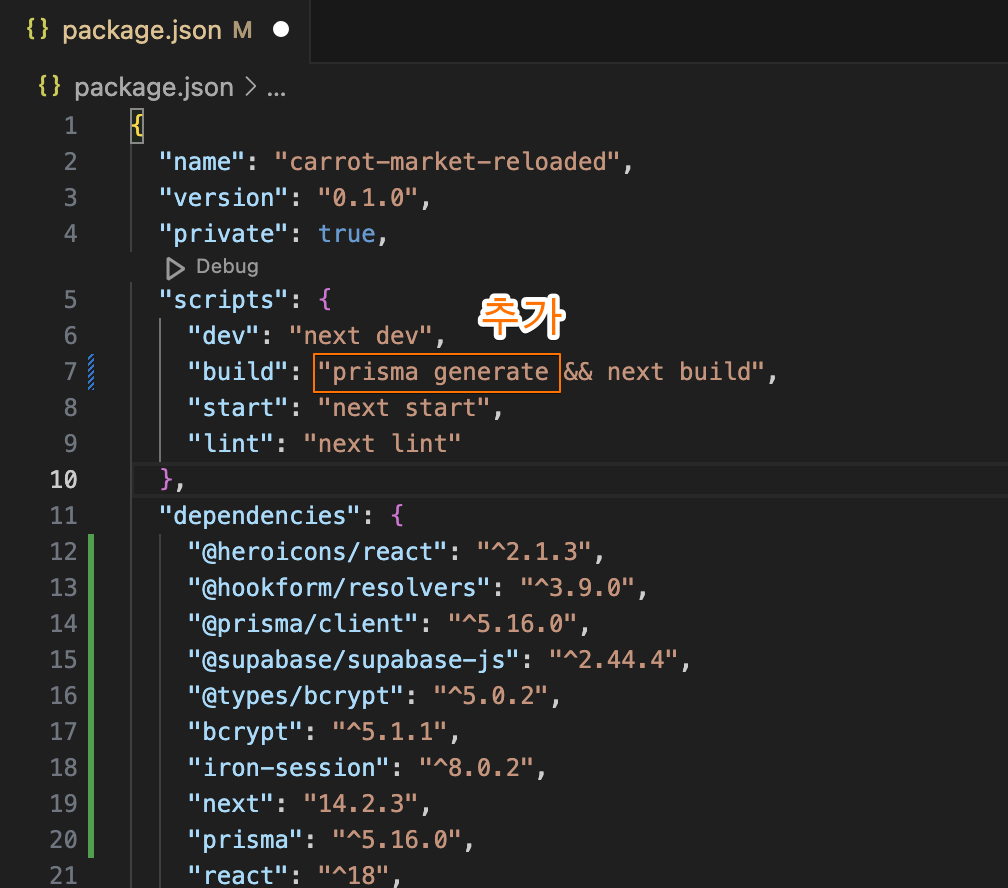 {} package.json M
{} package.json > ...
1 {
2 "name": "carrot-market-reloaded",
3 "version": "0.1.0",
4 "private": true,
Debug
5 "scripts": {
추가
6 "dev": "next dev",
7 "build": "prisma generate && next build",
8 "start": "next start",
9 "lint": "next lint"
10 },
11 "dependencies": {
12 "@heroicons/react": "^2.1.3",
13 "@hookform/resolvers": "^3.9.0",
14 "@prisma/client": "^5.16.0",
15 "@supabase/supabase-js": "^2.44.4",
16 "@types/bcrypt": "^5.0.2",
17 "bcrypt": "^5.1.1",
18 "iron-session": "^8.0.2",
19 "next": "14.2.3",
20 "prisma": "^5.16.0",
21 "react": "^18",